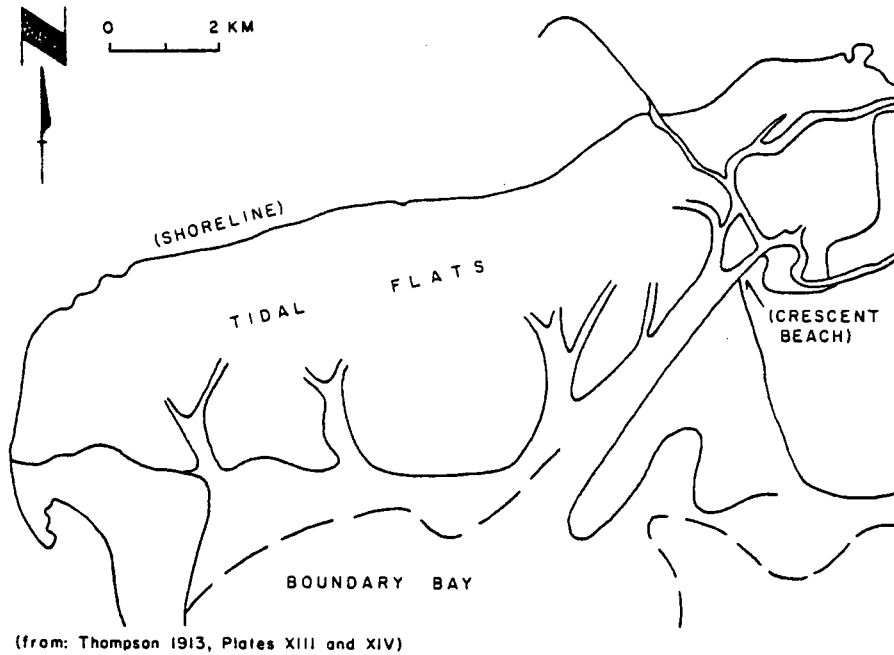 0 2 KM
(SHORELINE)
TIDAL FLATS
(CRESCENT
BEACH)
BOUNDARY BAY
(from: Thompson 1913, Plates XIII and XIV)